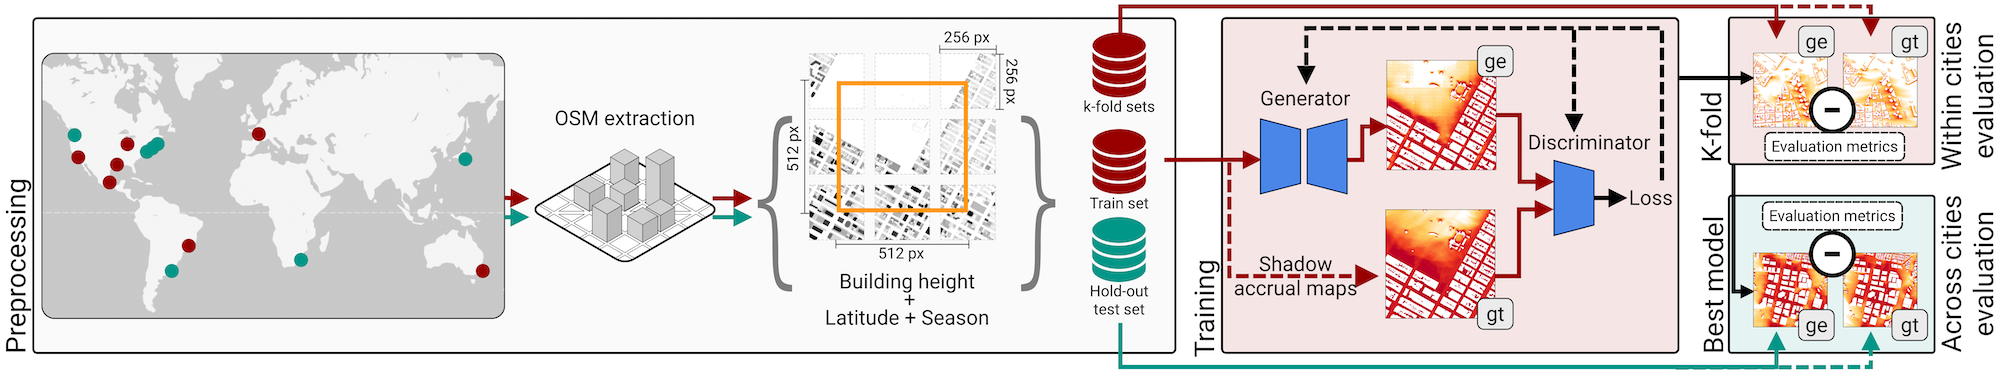 Preprocessing
OSM extraction
256 px
256 px
512 px
512 px
Building height
+
Latitude + Season
k-fold sets
Train set
Hold-out
test set
Training
Generator
ge
Discriminator
Loss
Shadow
accrual maps
gt
K-fold
ge
gt
Evaluation metrics
Within cities
evaluation
Best model
Evaluation metrics
ge
gt
Across cities
evaluation